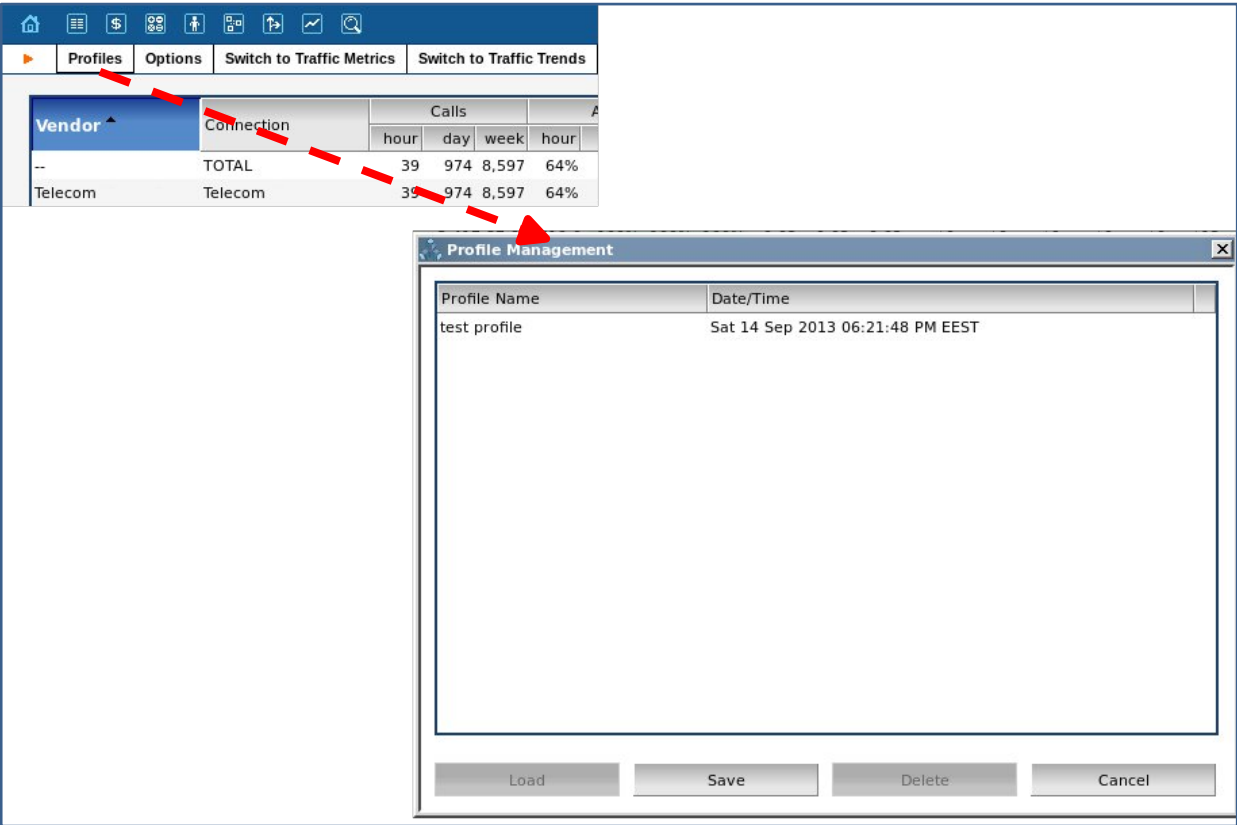 Profiles Options Switch to Traffic Metrics Switch to Traffic Trends
Vendor Connection Calls
hour day week hour
-- TOTAL 39 974 8,597 64%
Telecom Telecom 39 974 8,597 64%
Profile Management
Profile Name Date/Time
test profile Sat 14 Sep 2013 06:21:48 PM EEST
Load Save Delete Cancel